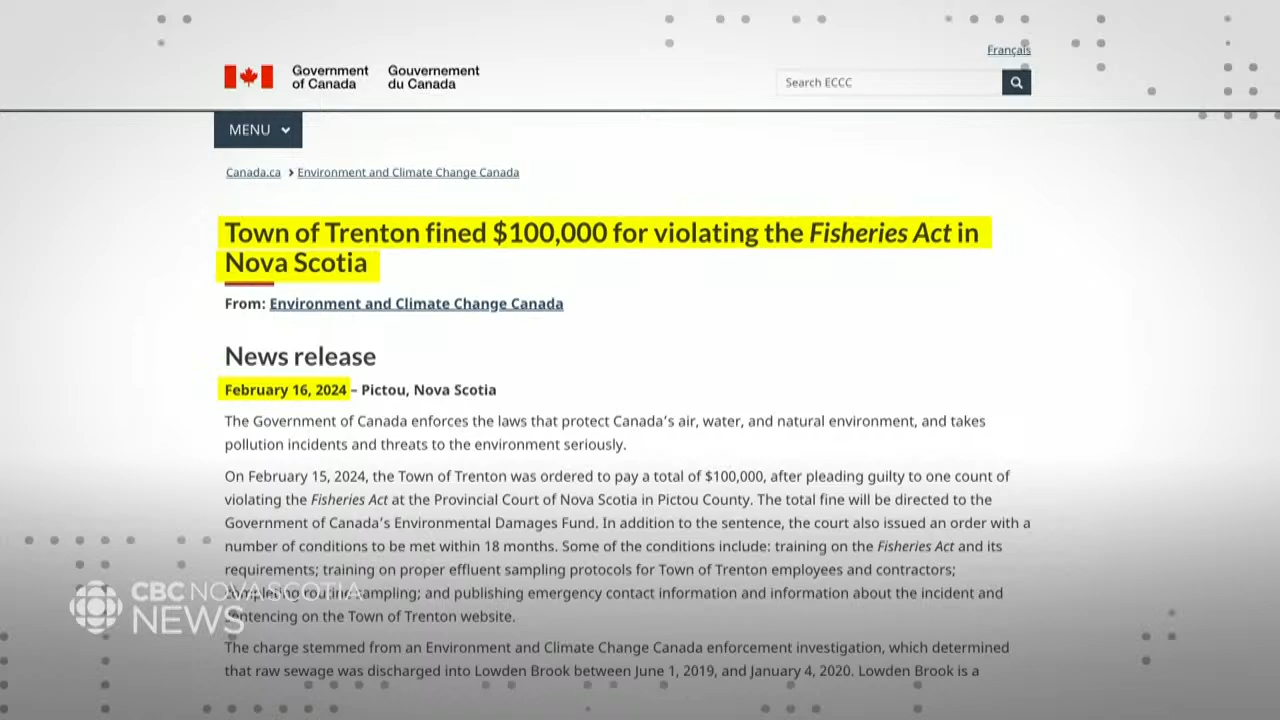 Français
Government of Canada
Gouvernement du Canada
Search ECCC
MENU
Canada.ca > Environment and Climate Change Canada
Town of Trenton fined $100,000 for violating the Fisheries Act in
Nova Scotia
From: Environment and Climate Change Canada
News release
February 16, 2024 – Pictou, Nova Scotia
The Government of Canada enforces the laws that protect Canada's air, water, and natural environment, and takes
pollution incidents and threats to the environment seriously.
On February 15, 2024, the Town of Trenton was ordered to pay a total of $100,000, after pleading guilty to one count of
violating the Fisheries Act at the Provincial Court of Nova Scotia in Pictou County. The total fine will be directed to the
Government of Canada's Environmental Damages Fund. In addition to the sentence, the court also issued an order with a
number of conditions to be met within 18 months. Some of the conditions include: training on the Fisheries Act and its
requirements; training on proper effluent sampling protocols for Town of Trenton employees and contractors;
completing routine sampling; and publishing emergency contact information and information about the incident and
sentencing on the Town of Trenton website.
CBC NOVA SCOTIA
NEWS
The charge stemmed from an Environment and Climate Change Canada enforcement investigation, which determined
that raw sewage was discharged into Lowden Brook between June 1, 2019, and January 4, 2020. Lowden Brook is a